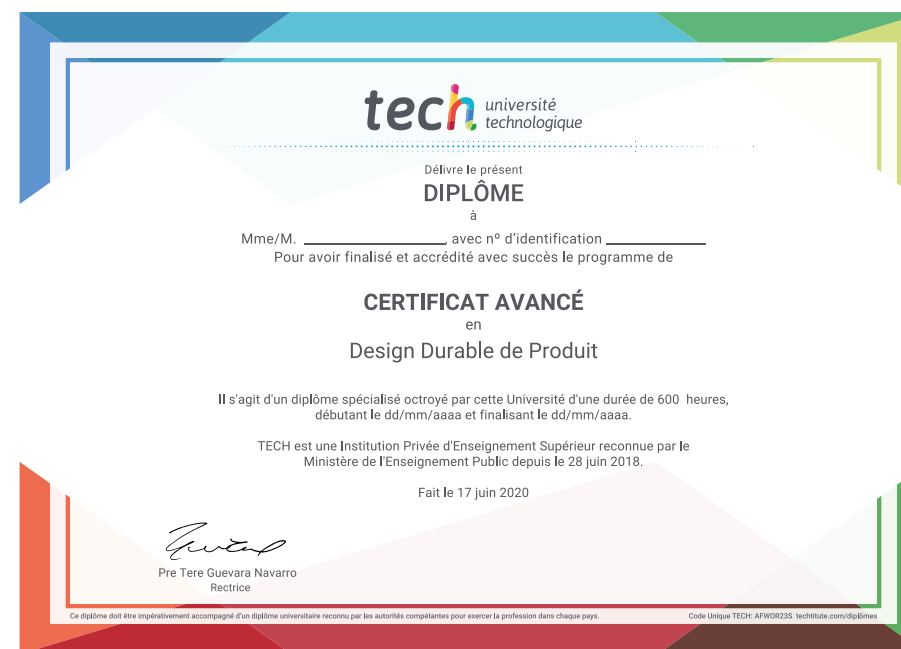 tech université
technologique
Délivre le présent
DIPLÔME
à
Mme/M. ____________________, avec nº d'identification ______________
Pour avoir finalisé et accrédité avec succès le programme de
CERTIFICAT AVANCÉ
en
Design Durable de Produit
Il s'agit d'un diplôme spécialisé octroyé par cette Université d'une durée de 600 heures,
débutant le dd/mm/aaaa et finalisant le dd/mm/aaaa.
TECH est une Institution Privée d'Enseignement Supérieur reconnue par le
Ministère de l'Enseignement Public depuis le 28 juin 2018.
Fait le 17 juin 2020
Pre Tere Guevara Navarro
Rectrice
Ce diplôme doit être impérativement accompagné d'un diplôme universitaire reconnu par les autorités compétentes pour exercer la profession dans chaque pays.
Code Unique TECH: AFWOR23S techtitute.com/diplômes